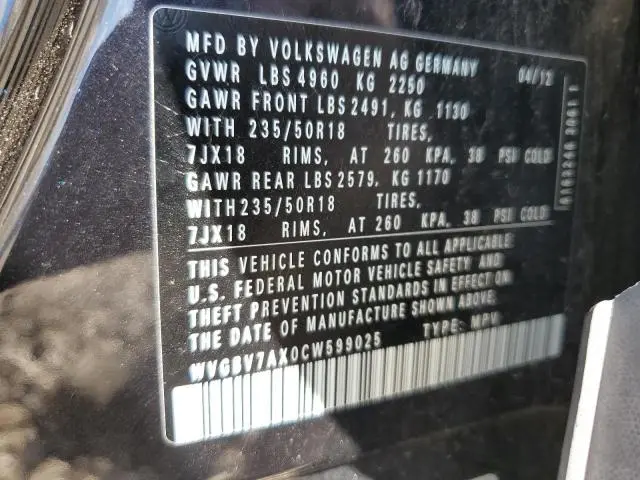 MFD BY VOLKSWAGEN AG GERMANY 04/12
GVWR LBS 4960 KG 2250
GAWR FRONT LBS 2491, KG 1130
WITH 235/50R18 TIRES,
7JX18 RIMS, AT 260 KPA, 38 PSI COLD
GAWR REAR LBS 2579, KG 1170
WITH 235/50R18 TIRES,
7JX18 RIMS, AT 260 KPA, 38 PSI COLD
THIS VEHICLE CONFORMS TO ALL APPLICABLE
U.S. FEDERAL MOTOR VEHICLE SAFETY AND
THEFT PREVENTION STANDARDS IN EFFECT ON
THE DATE OF MANUFACTURE SHOWN ABOVE.
WVGBV7AX0CW599025 TYPE: MPV